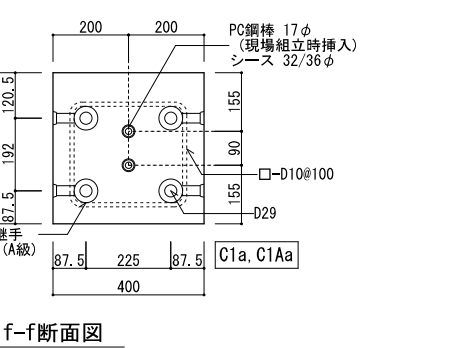 200
200
PC鋼棒 17φ
(現場組立時挿入)
シース 32/36φ
120.5
192
87.5
155
90
155
□-D10@100
D29
継手
(A級)
87.5
225
87.5
400
C1a, C1Aa
f-f断面図